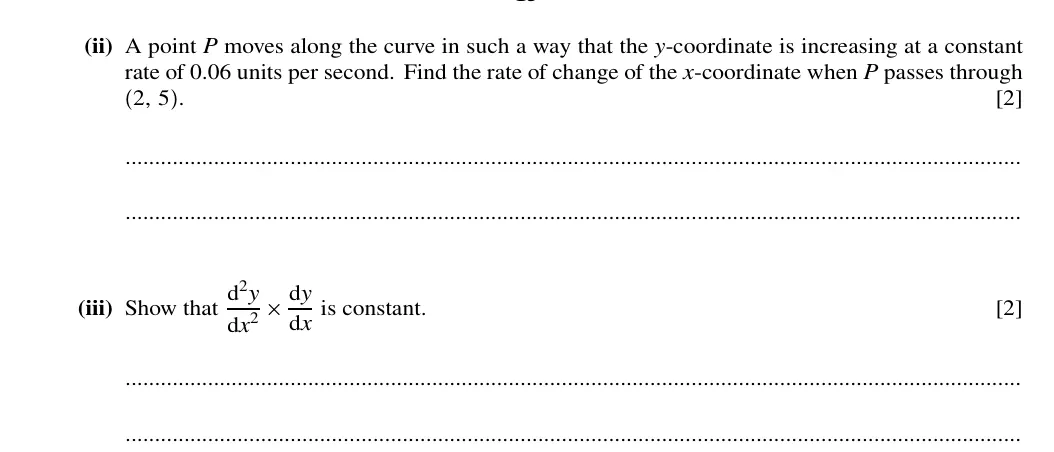 (ii) A point P moves along the curve in such a way that the y-coordinate is increasing at a constant
rate of 0.06 units per second. Find the rate of change of the x-coordinate when P passes through
(2, 5). [2]
(iii) Show that d²y/dx² × dy/dx is constant. [2]